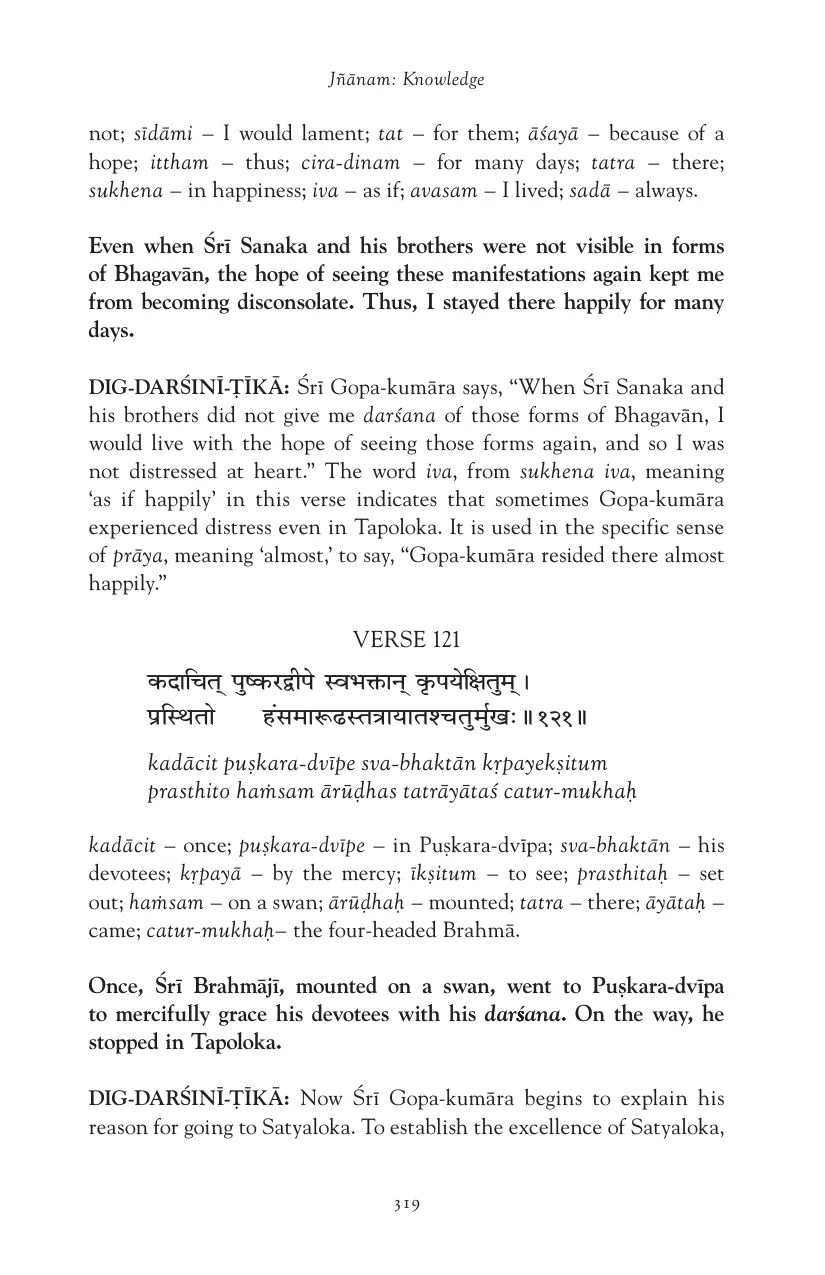 Jñānam: Knowledge
not; sīdāmi – I would lament; tat – for them; āśayā – because of a
hope; ittham – thus; cira-dinam – for many days; tatra – there;
sukhena – in happiness; iva – as if; avasam – I lived; sadā – always.
Even when Śrī Sanaka and his brothers were not visible in forms
of Bhagavān, the hope of seeing these manifestations again kept me
from becoming disconsolate. Thus, I stayed there happily for many
days.
DIG-DARŚINĪ-ṬĪKĀ: Śrī Gopa-kumāra says, “When Śrī Sanaka and
his brothers did not give me darśana of those forms of Bhagavān, I
would live with the hope of seeing those forms again, and so I was
not distressed at heart.” The word iva, from sukhena iva, meaning
‘as if happily’ in this verse indicates that sometimes Gopa-kumāra
experienced distress even in Tapoloka. It is used in the specific sense
of prāya, meaning ‘almost,’ to say, “Gopa-kumāra resided there almost
happily.”
VERSE 121
कदाचित् पुष्करद्वीपे स्वभक्तान् कृपयेक्षितुम् ।
प्रस्थितो हंसमारूढस्तत्रायातश्चतुर्मुखः ॥ १२१ ॥
kadācit puṣkara-dvīpe sva-bhaktān kṛpayekṣitum
prasthito haṁsam ārūḍhas tatrāyātaś catur-mukhaḥ
kadācit – once; puṣkara-dvīpe – in Puṣkara-dvīpa; sva-bhaktān – his
devotees; kṛpayā – by the mercy; īkṣitum – to see; prasthitaḥ – set
out; haṁsam – on a swan; ārūḍhaḥ – mounted; tatra – there; āyātaḥ –
came; catur-mukhaḥ– the four-headed Brahmā.
Once, Śrī Brahmājī, mounted on a swan, went to Puṣkara-dvīpa
to mercifully grace his devotees with his darśana. On the way, he
stopped in Tapoloka.
DIG-DARŚINĪ-ṬĪKĀ: Now Śrī Gopa-kumāra begins to explain his
reason for going to Satyaloka. To establish the excellence of Satyaloka,
319